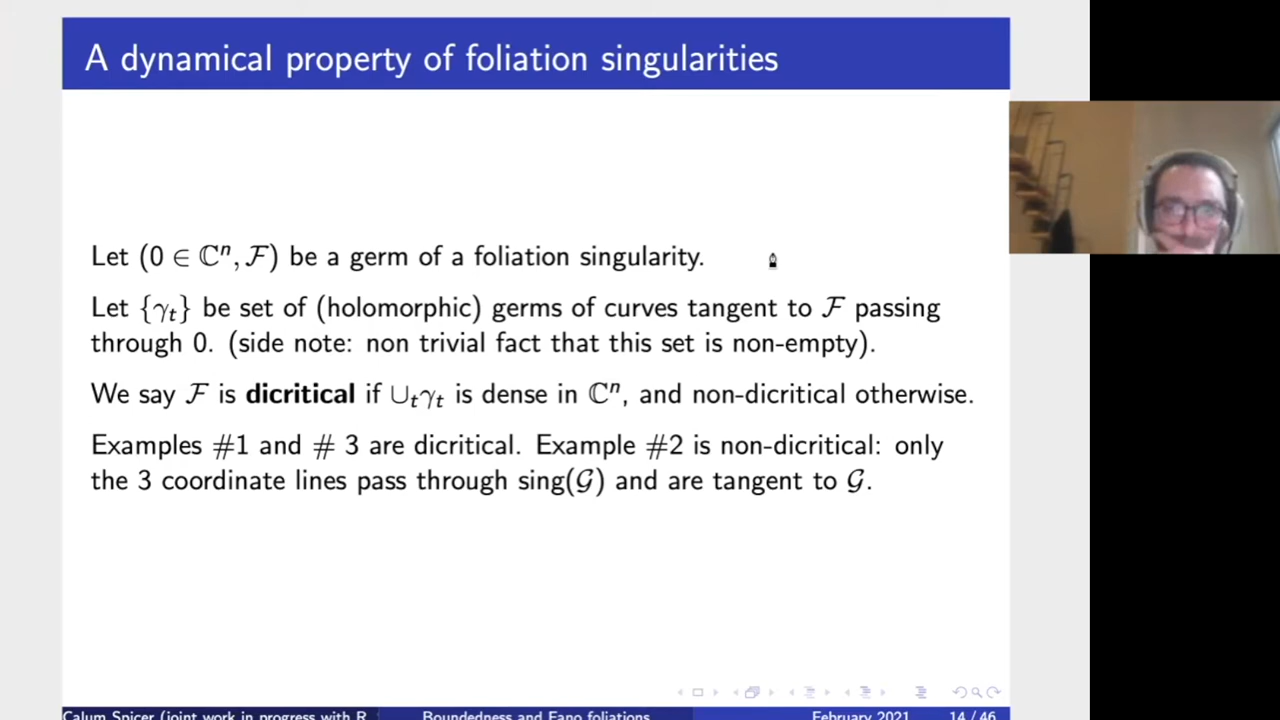 A dynamical property of foliation singularities
Let (0 ∈ ℂⁿ, ℱ) be a germ of a foliation singularity.
Let {γₜ} be set of (holomorphic) germs of curves tangent to ℱ passing
through 0. (side note: non trivial fact that this set is non-empty).
We say ℱ is dicritical if ∪ₜγₜ is dense in ℂⁿ, and non-dicritical otherwise.
Examples #1 and # 3 are dicritical. Example #2 is non-dicritical: only
the 3 coordinate lines pass through sing(𝒢) and are tangent to 𝒢.
Calum Spicer (joint work in progress with R. Boundedness and Fano foliations February 2021 14 / 46